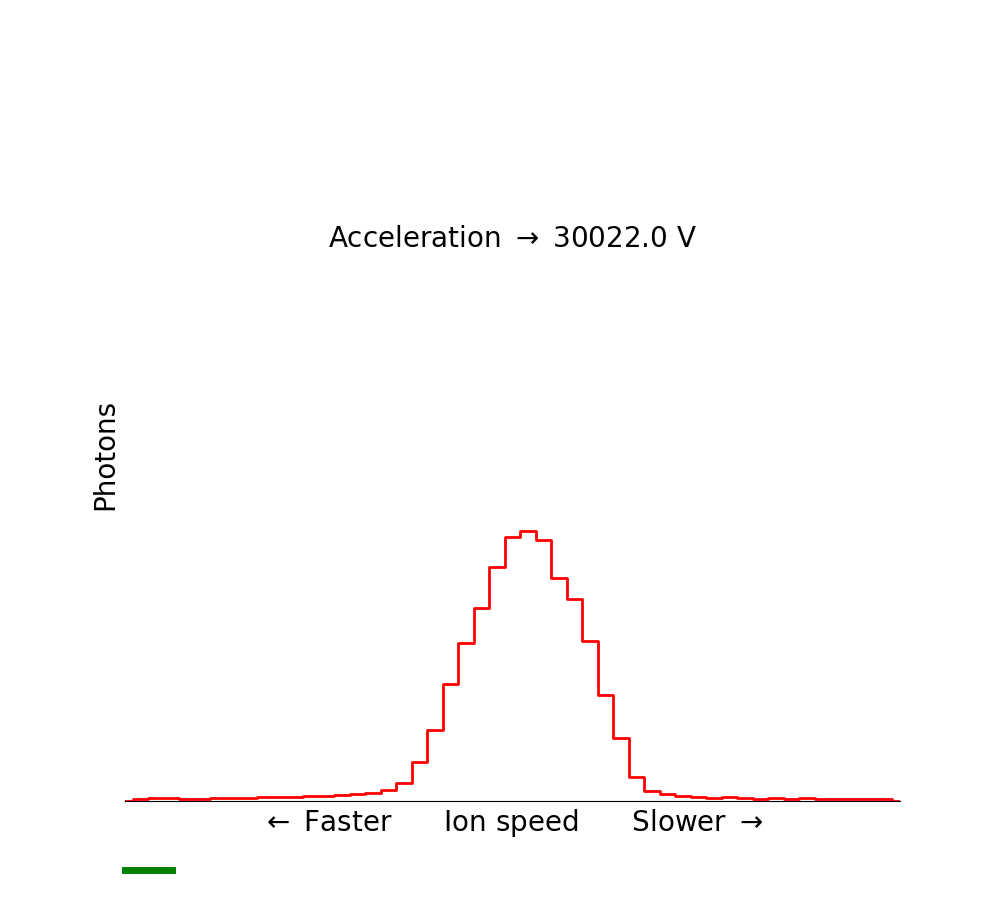 Acceleration → 30022.0 V
Photons
← Faster Ion speed Slower →